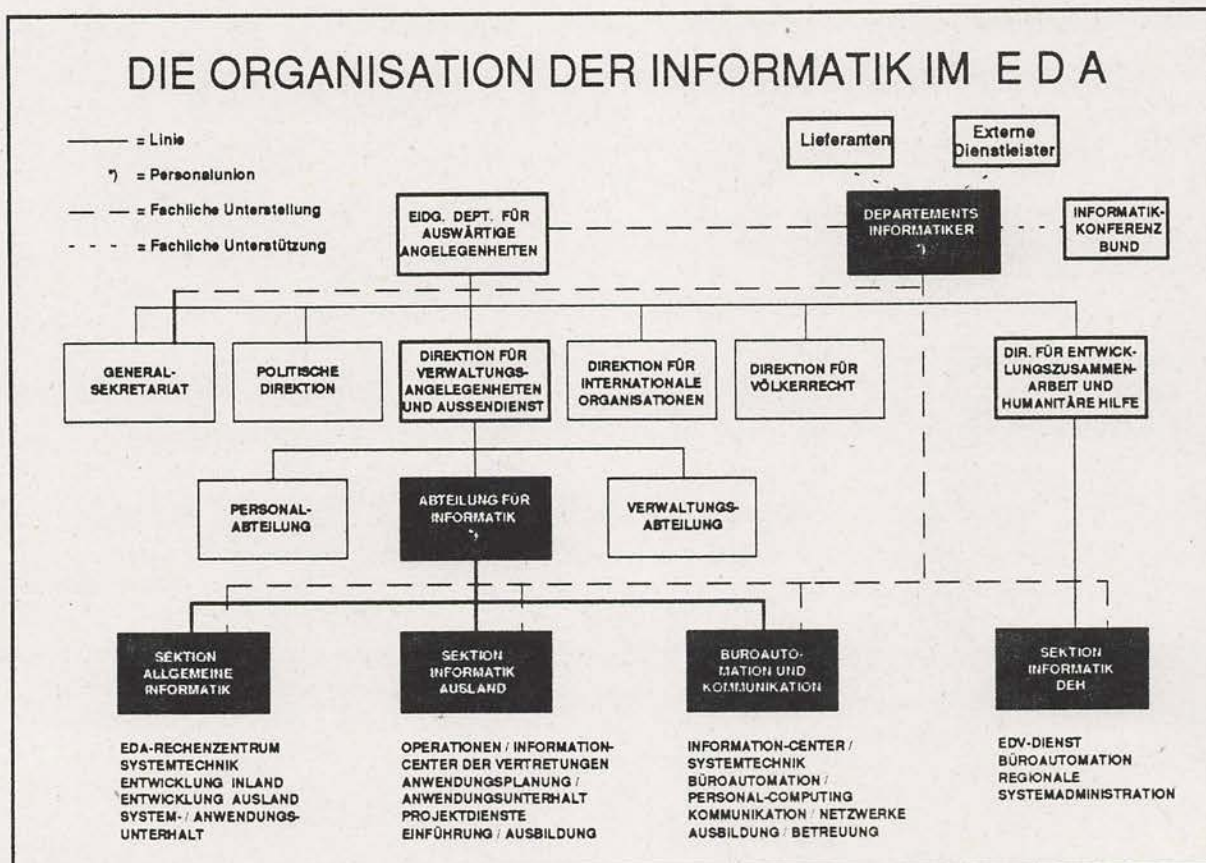 DIE ORGANISATION DER INFORMATIK IM E D A
= Linie
*) = Personalunion
= Fachliche Unterstellung
= Fachliche Unterstützung
Lieferanten
Externe
Dienstleister
EIDG. DEPT. FÜR
AUSWÄRTIGE
ANGELEGENHEITEN
DEPARTEMENTS
INFORMATIKER
*)
INFORMATIK-
KONFERENZ
BUND
GENERAL-
SEKRETARIAT
POLITISCHE
DIREKTION
DIREKTION FÜR
VERWALTUNGS-
ANGELEGENHEITEN
UND AUSSENDIENST
DIREKTION FÜR
INTERNATIONALE
ORGANISATIONEN
DIREKTION FÜR
VÖLKERRECHT
DIR. FÜR ENTWICK-
LUNGSZUSAMMEN-
ARBEIT UND
HUMANITÄRE HILFE
PERSONAL-
ABTEILUNG
ABTEILUNG FÜR
INFORMATIK
*)
VERWALTUNGS-
ABTEILUNG
SEKTION
ALLGEMEINE
INFORMATIK
SEKTION
INFORMATIK
AUSLAND
BÜROAUTO-
MATION UND
KOMMUNIKATION
SEKTION
INFORMATIK
DEH
EDA-RECHENZENTRUM
SYSTEMTECHNIK
ENTWICKLUNG INLAND
ENTWICKLUNG AUSLAND
SYSTEM- / ANWENDUNGS-
UNTERHALT
OPERATIONEN / INFORMATION-
CENTER DER VERTRETUNGEN
ANWENDUNGSPLANUNG /
ANWENDUNGSUNTERHALT
PROJEKTDIENSTE
EINFÜHRUNG / AUSBILDUNG
INFORMATION-CENTER /
SYSTEMTECHNIK
BÜROAUTOMATION /
PERSONAL-COMPUTING
KOMMUNIKATION / NETZWERKE
AUSBILDUNG / BETREUUNG
EDV-DIENST
BÜROAUTOMATION
REGIONALE
SYSTEMADMINISTRATION